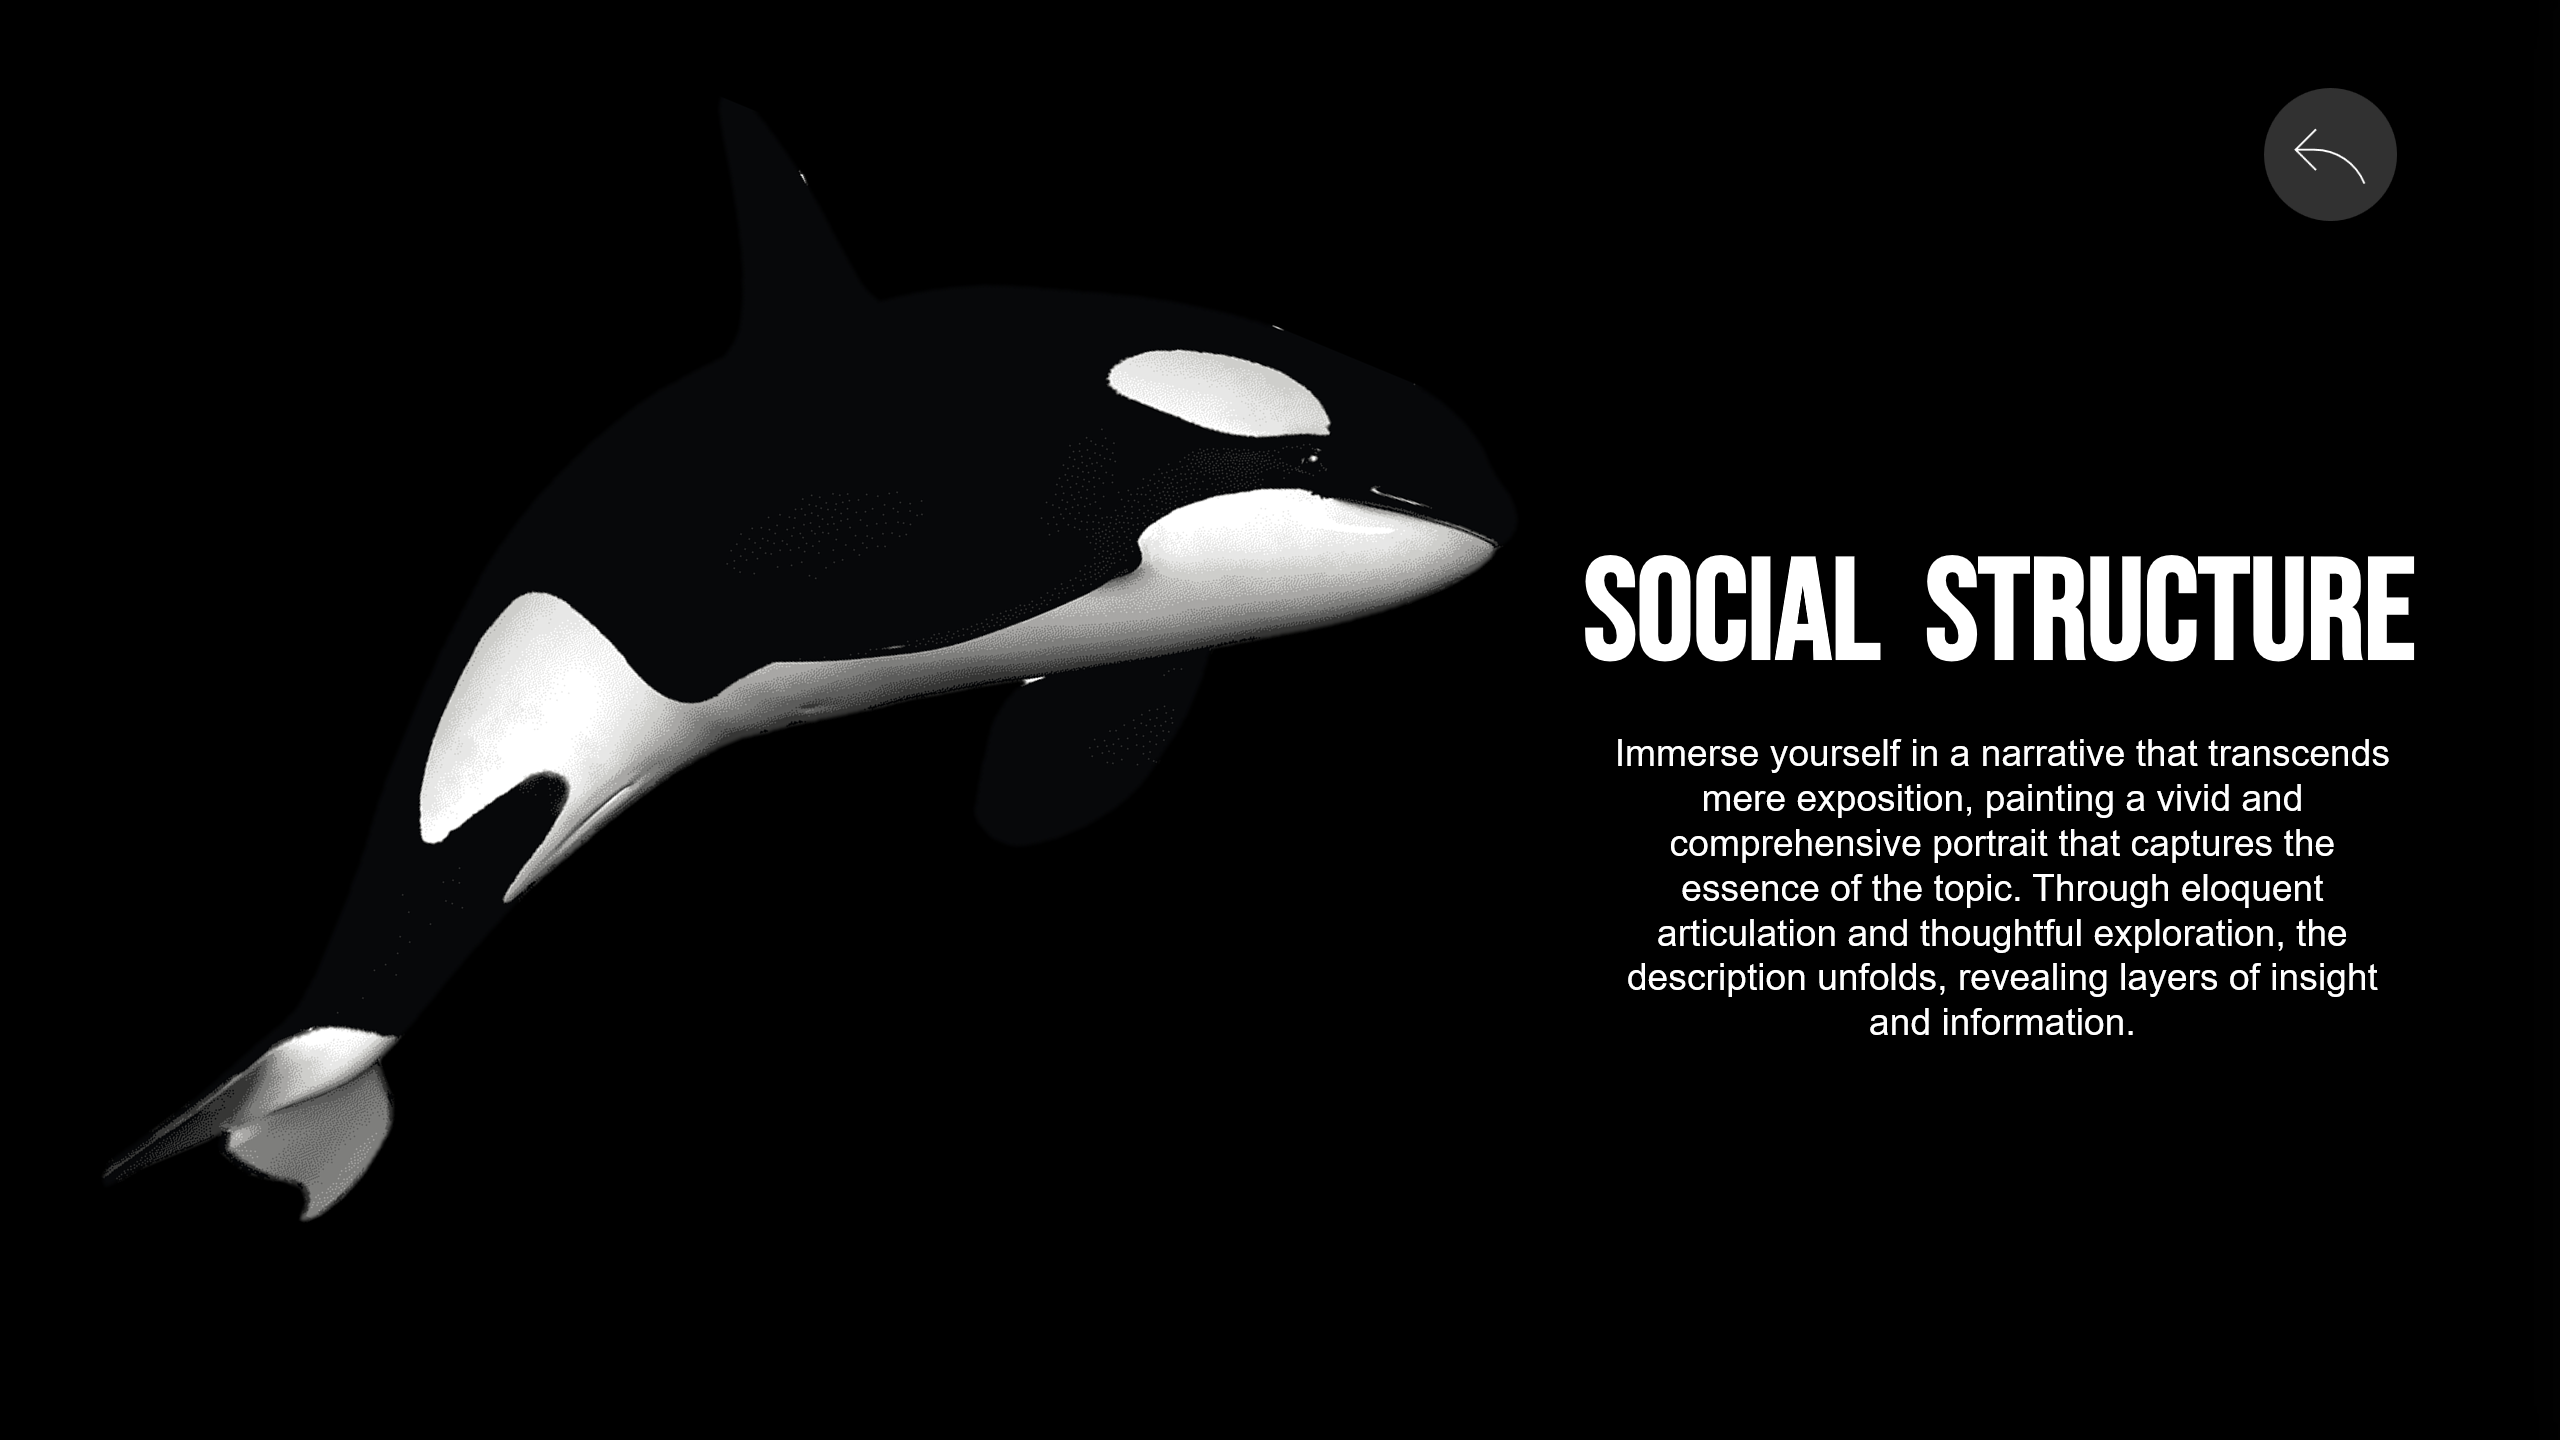 SOCIAL STRUCTURE
Immerse yourself in a narrative that transcends
mere exposition, painting a vivid and
comprehensive portrait that captures the
essence of the topic. Through eloquent
articulation and thoughtful exploration, the
description unfolds, revealing layers of insight
and information.